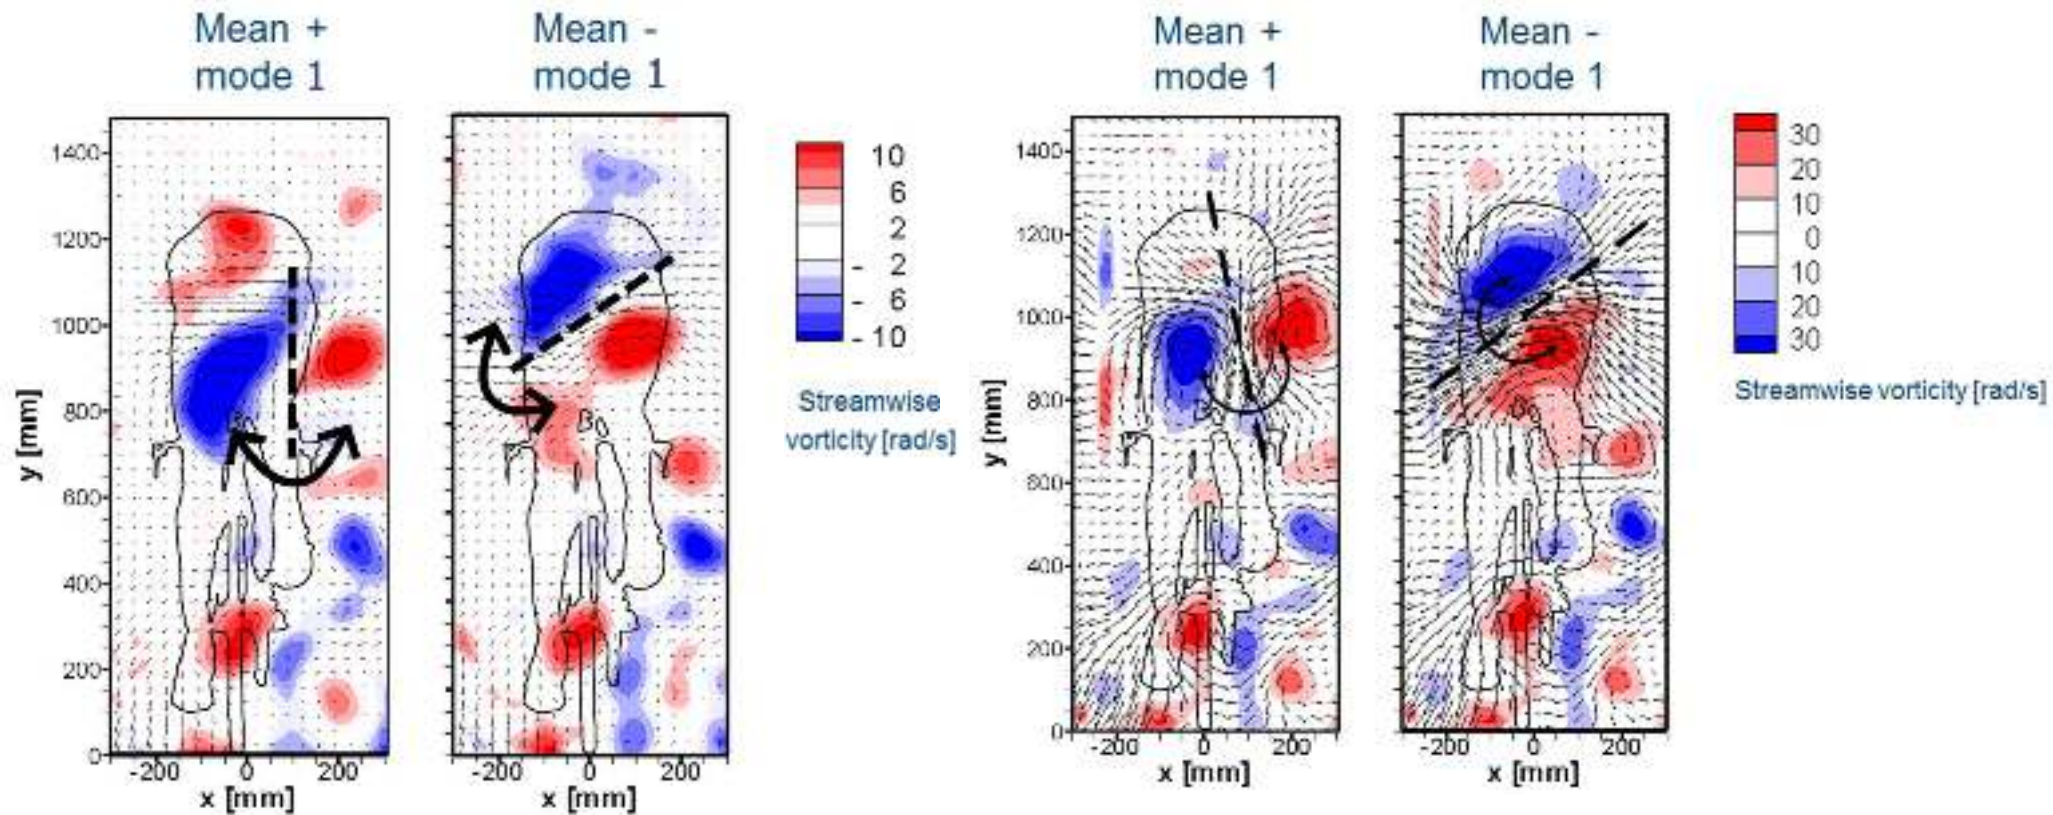 Mean +
mode 1
Mean -
mode 1
1400
1200
1000
800
600
400
200
0
y [mm]
-200 0 200
x [mm]
-200 0 200
x [mm]
10
6
2
- 2
- 6
- 10
Streamwise
vorticity [rad/s]
Mean +
mode 1
Mean -
mode 1
1400
1200
1000
800
600
400
200
0
y [mm]
-200 0 200
x [mm]
-200 0 200
x [mm]
30
20
10
0
10
20
30
Streamwise vorticity [rad/s]